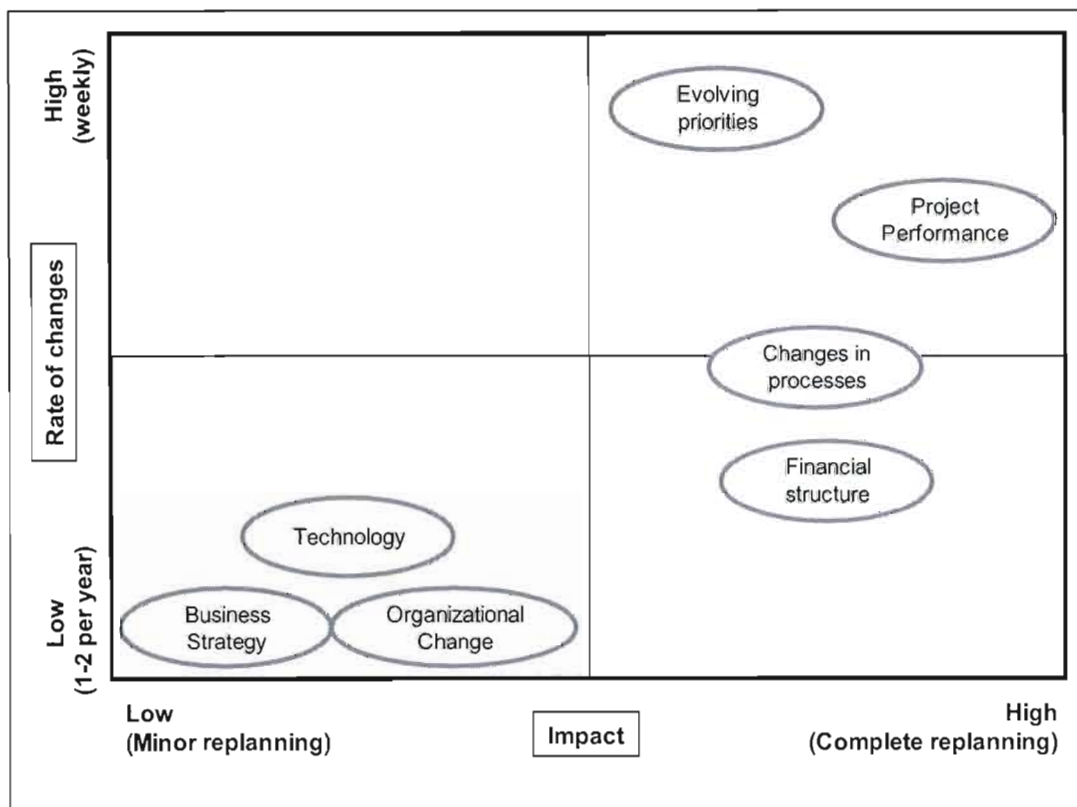 High
(weekly)
Evolving
priorities
Project
Performance
Rate of changes
Changes in
processes
Financial
structure
Technology
Business
Strategy
Organizational
Change
Low
(1-2 per year)
Low
(Minor replanning)
Impact
High
(Complete replanning)